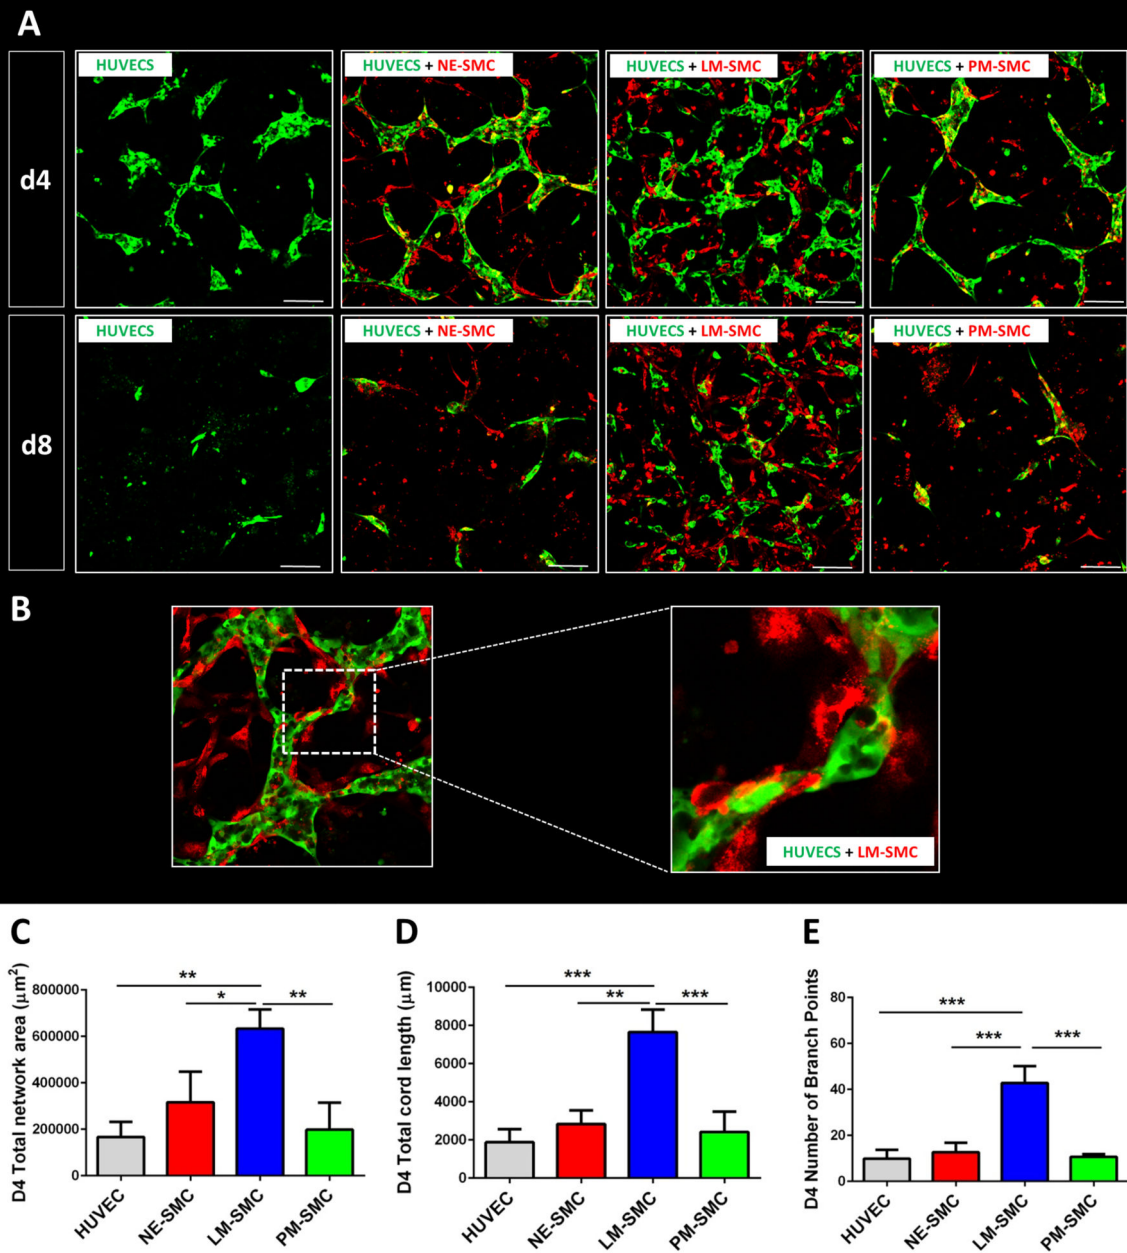 A
d4
HUVECS
HUVECS + NE-SMC
HUVECS + LM-SMC
HUVECS + PM-SMC
d8
HUVECS
HUVECS + NE-SMC
HUVECS + LM-SMC
HUVECS + PM-SMC
B
HUVECS + LM-SMC
C
D4 Total network area (µm²)
800000
600000
400000
200000
0
**
*
**
HUVEC
NE-SMC
LM-SMC
PM-SMC
D
D4 Total cord length (µm)
10000
8000
6000
4000
2000
0
***
**
***
HUVEC
NE-SMC
LM-SMC
PM-SMC
E
D4 Number of Branch Points
80
60
40
20
0
***
***
***
HUVEC
NE-SMC
LM-SMC
PM-SMC